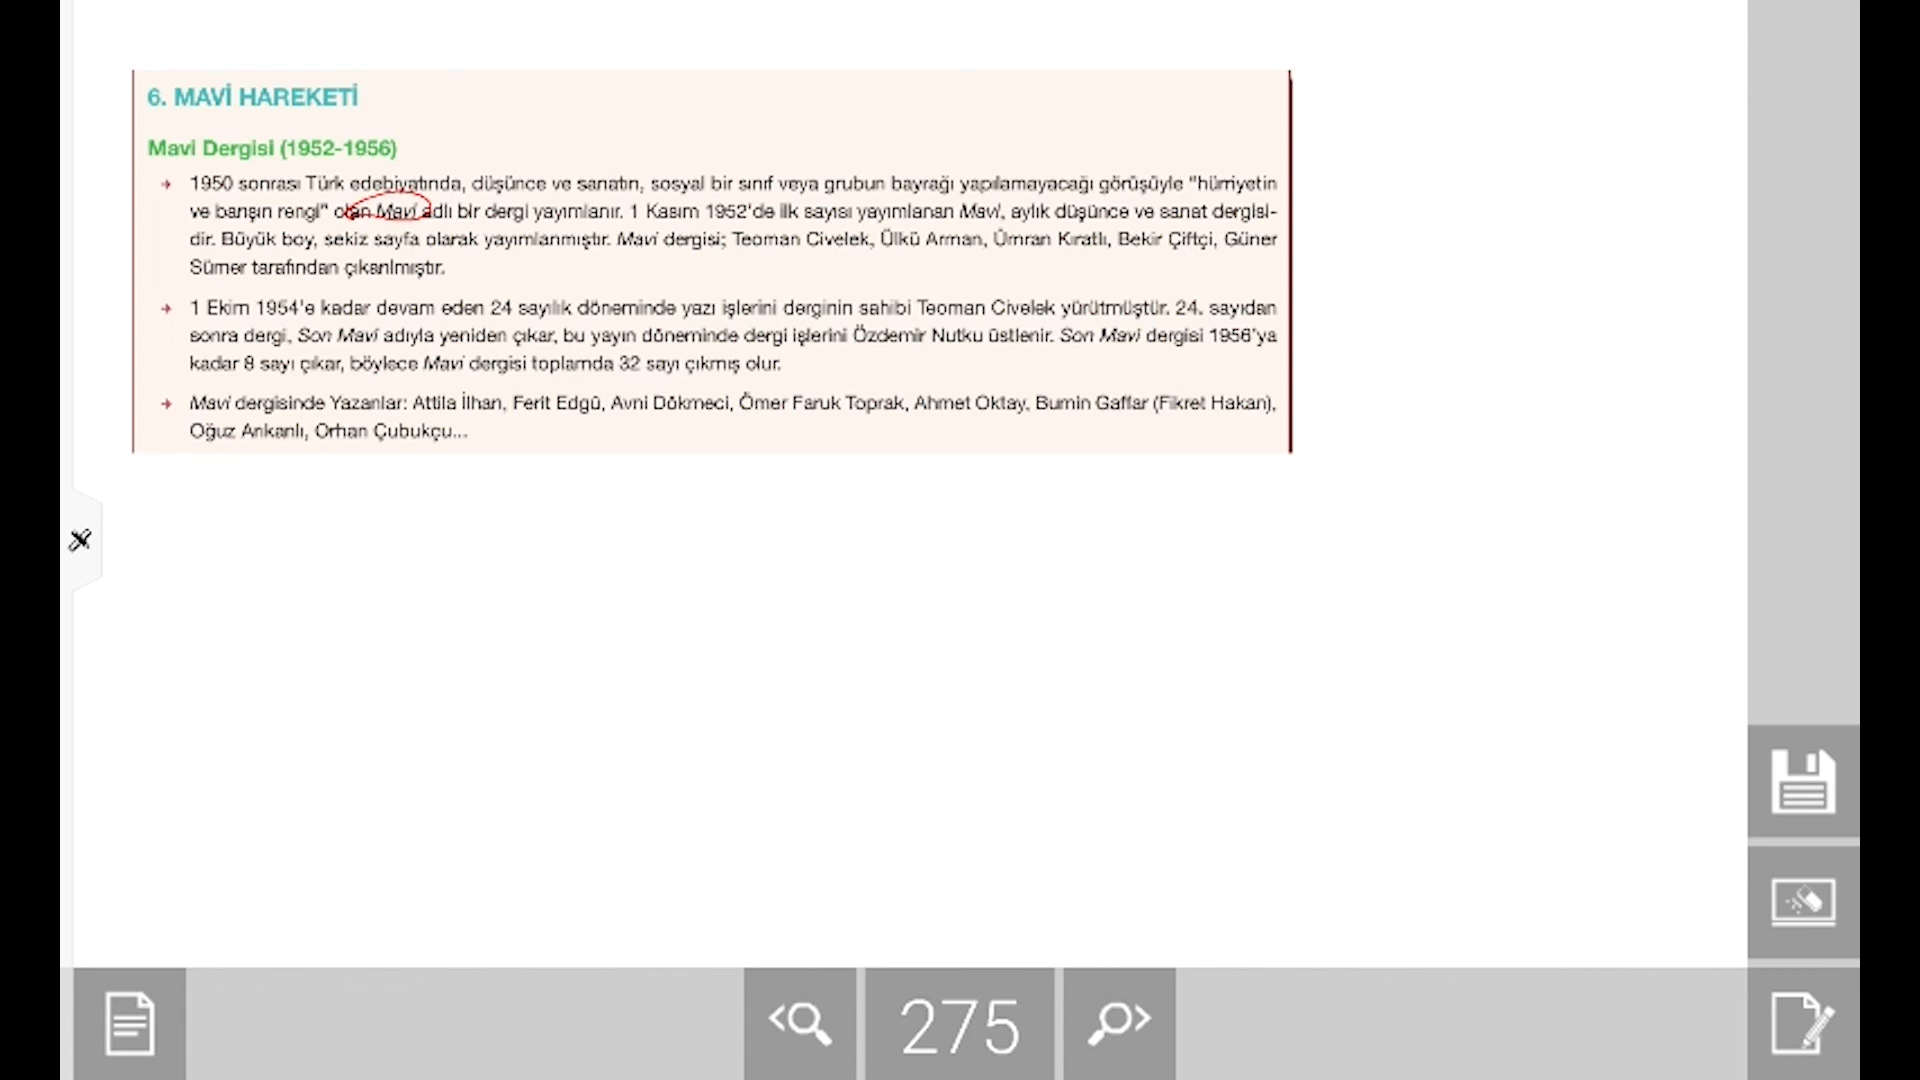 6. MAVİ HAREKETİ
Mavi Dergisi (1952-1956)
→ 1950 sonrası Türk edebiyatında, düşünce ve sanatın, sosyal bir sınıf veya grubun bayrağı yapılamayacağı görüşüyle "hürriyetin
ve barışın rengi" olan Mavi adlı bir dergi yayımlanır. 1 Kasım 1952'de ilk sayısı yayımlanan Mavi, aylık düşünce ve sanat dergisi-
dir. Büyük boy, sekiz sayfa olarak yayımlanmıştır. Mavi dergisi; Teoman Civelek, Ülkü Arman, Ümran Kıratlı, Bekir Çiftçi, Güner
Sümer tarafından çıkarılmıştır.
→ 1 Ekim 1954'e kadar devam eden 24 sayılık döneminde yazı işlerini derginin sahibi Teoman Civelek yürütmüştür. 24. sayıdan
sonra dergi, Son Mavi adıyla yeniden çıkar, bu yayın döneminde dergi işlerini Özdemir Nutku üstlenir. Son Mavi dergisi 1956'ya
kadar 8 sayı çıkar, böylece Mavi dergisi toplamda 32 sayı çıkmış olur.
→ Mavi dergisinde Yazanlar: Attila İlhan, Ferit Edgü, Avni Dökmeci, Ömer Faruk Toprak, Ahmet Oktay, Bumin Gaffar (Fikret Hakan),
Oğuz Arıkanlı, Orhan Çubukçu...
275